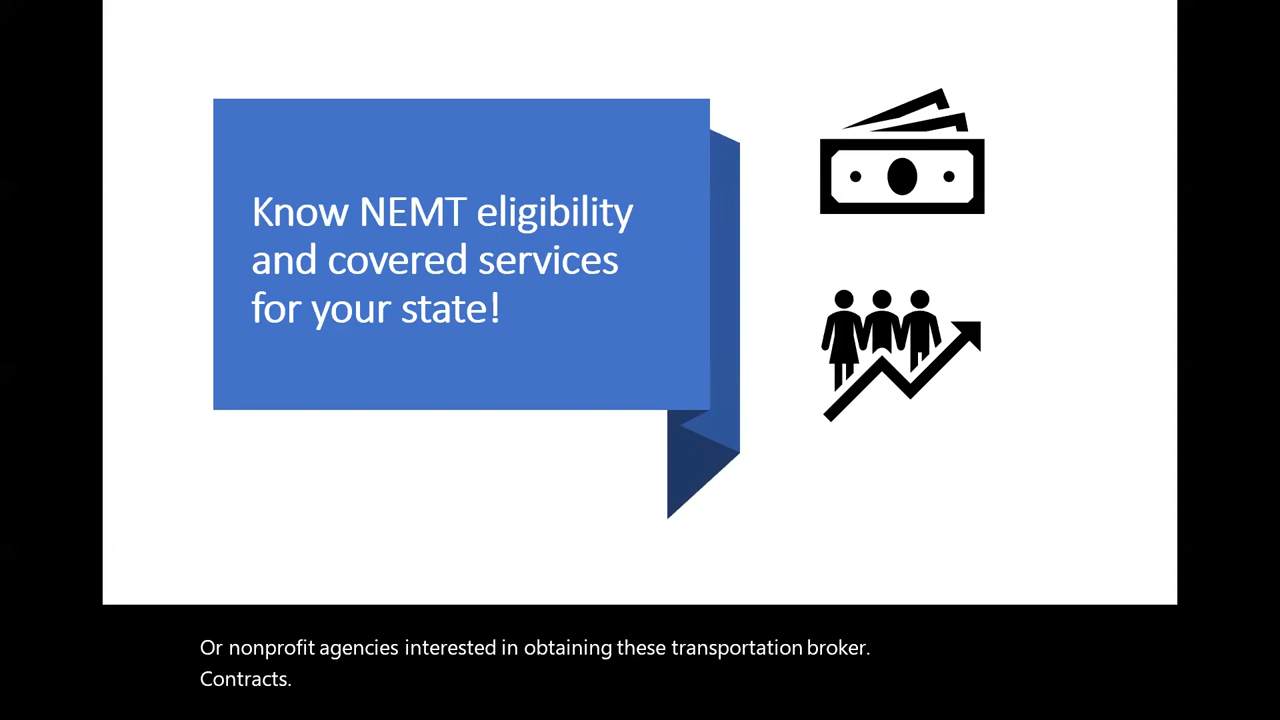 Know NEMT eligibility
and covered services
for your state!
Or nonprofit agencies interested in obtaining these transportation broker.
Contracts.